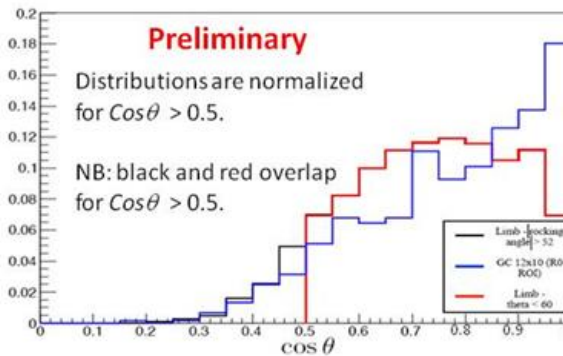 0.2
Preliminary
0.18
Distributions are normalized
0.16
for Cosθ > 0.5.
0.14
0.12
NB: black and red overlap
0.1
for Cosθ > 0.5.
0.08
0.06
Limb -|rocking
angle|> 52
0.04
GC 12x10
ROI)
0.02
Limb -
theta < 60
0
0 0.1 0.2 0.3 0.4 0.5 0.6 0.7 0.8 0.9
cos θ